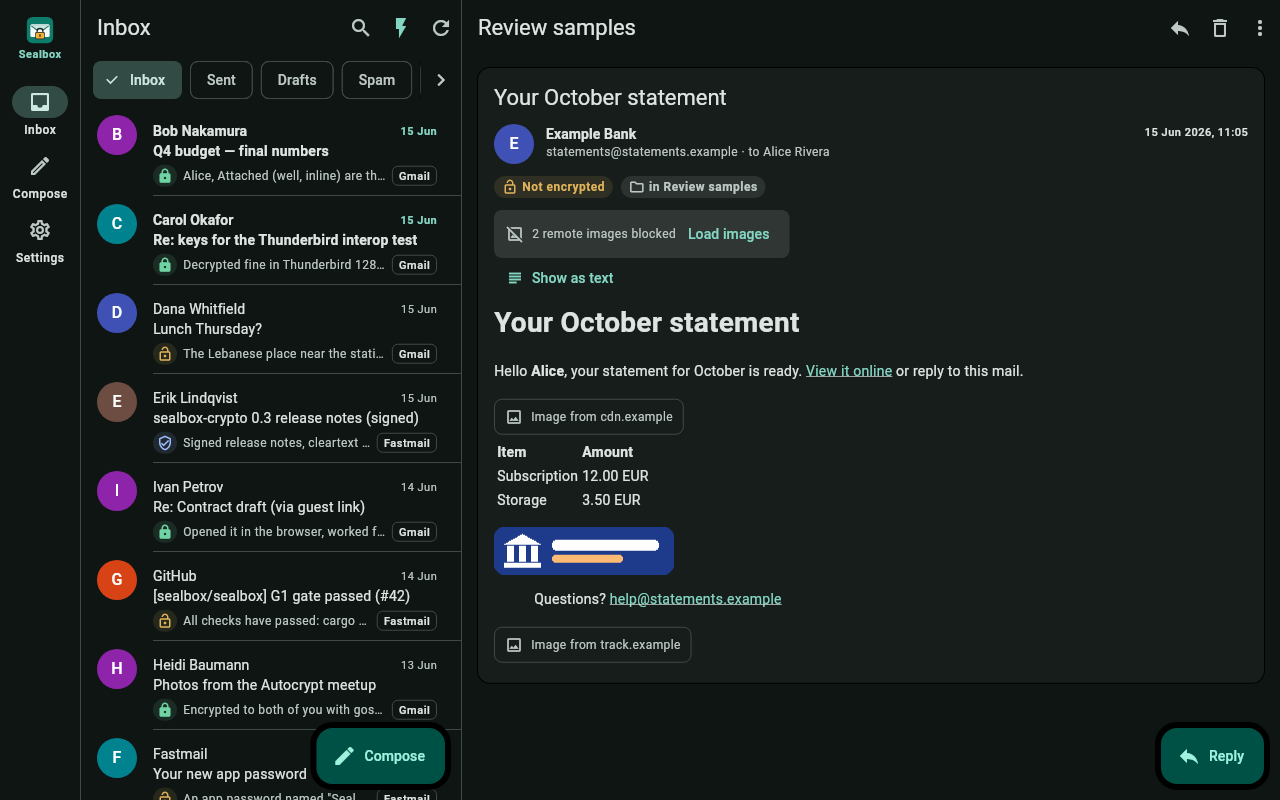 Sealbox
Inbox
Compose
Settings
Inbox
Inbox
Sent
Drafts
Spam
B
Bob Nakamura
15 Jun
Q4 budget — final numbers
Alice, Attached (well, inline) are th…
Gmail
C
Carol Okafor
15 Jun
Re: keys for the Thunderbird interop test
Decrypted fine in Thunderbird 128…
Gmail
D
Dana Whitfield
15 Jun
Lunch Thursday?
The Lebanese place near the stati…
Gmail
E
Erik Lindqvist
15 Jun
sealbox-crypto 0.3 release notes (signed)
Signed release notes, cleartext …
Fastmail
I
Ivan Petrov
14 Jun
Re: Contract draft (via guest link)
Opened it in the browser, worked f…
Gmail
G
GitHub
14 Jun
[sealbox/sealbox] G1 gate passed (#42)
All checks have passed: cargo …
Fastmail
H
Heidi Baumann
13 Jun
Photos from the Autocrypt meetup
Encrypted to both of you with gos…
Gmail
F
Fastmail
Your new app password
An app password named "Seal…
Fastmail
Compose
Review samples
Your October statement
E
Example Bank
15 Jun 2026, 11:05
statements@statements.example · to Alice Rivera
Not encrypted
in Review samples
2 remote images blocked
Load images
Show as text
Your October statement
Hello Alice, your statement for October is ready. View it online or reply to this mail.
Image from cdn.example
Item Amount
Subscription 12.00 EUR
Storage 3.50 EUR
Questions? help@statements.example
Image from track.example
Reply